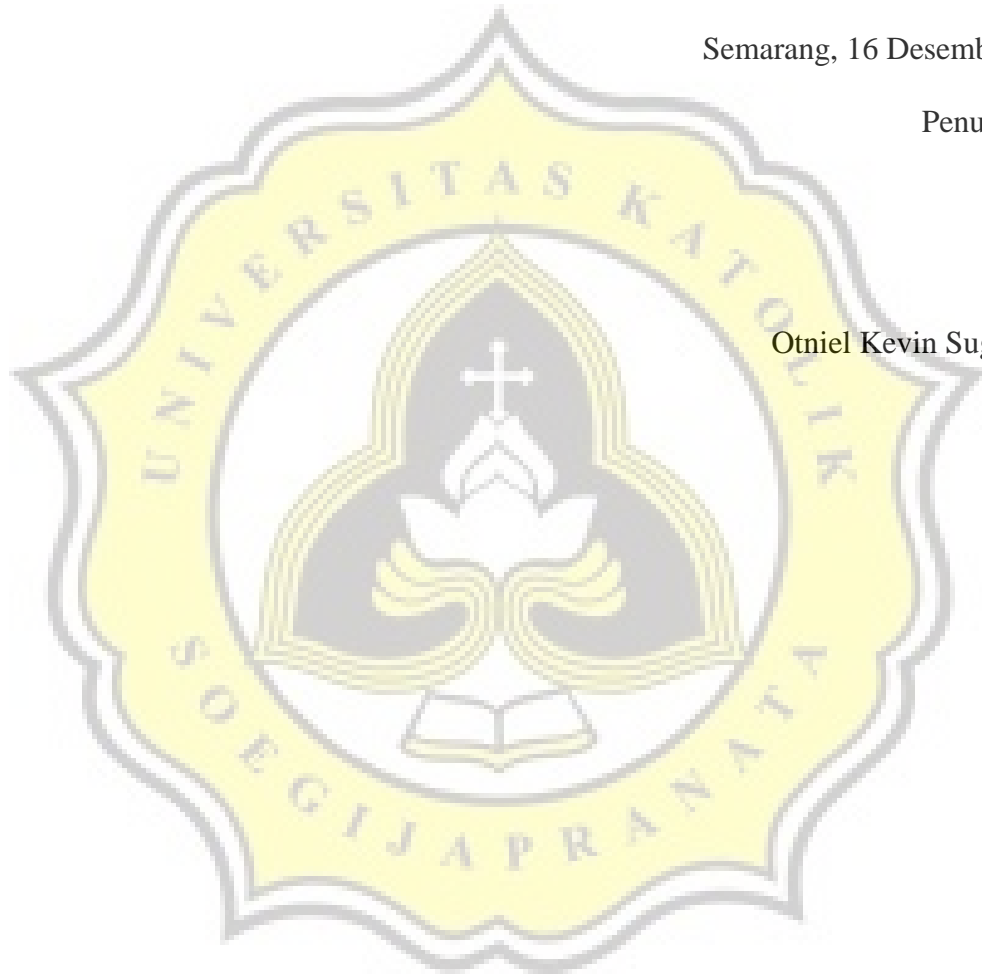 Semarang, 16 Desemb
Penu
Otniel Kevin Sug
UNIVERSITAS KATOLIK
SOEGIJAPRANATA